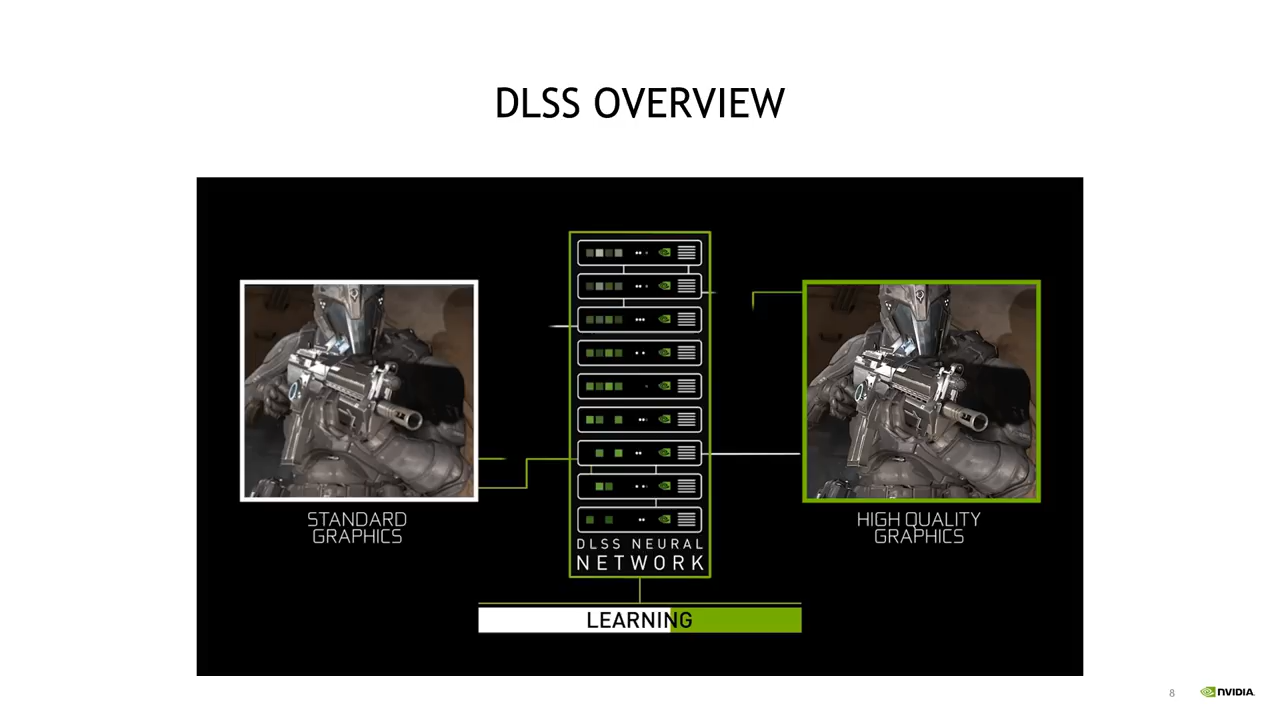 DLSS OVERVIEW
STANDARD
GRAPHICS
DLSS NEURAL
NETWORK
HIGH QUALITY
GRAPHICS
LEARNING
8
NVIDIA.